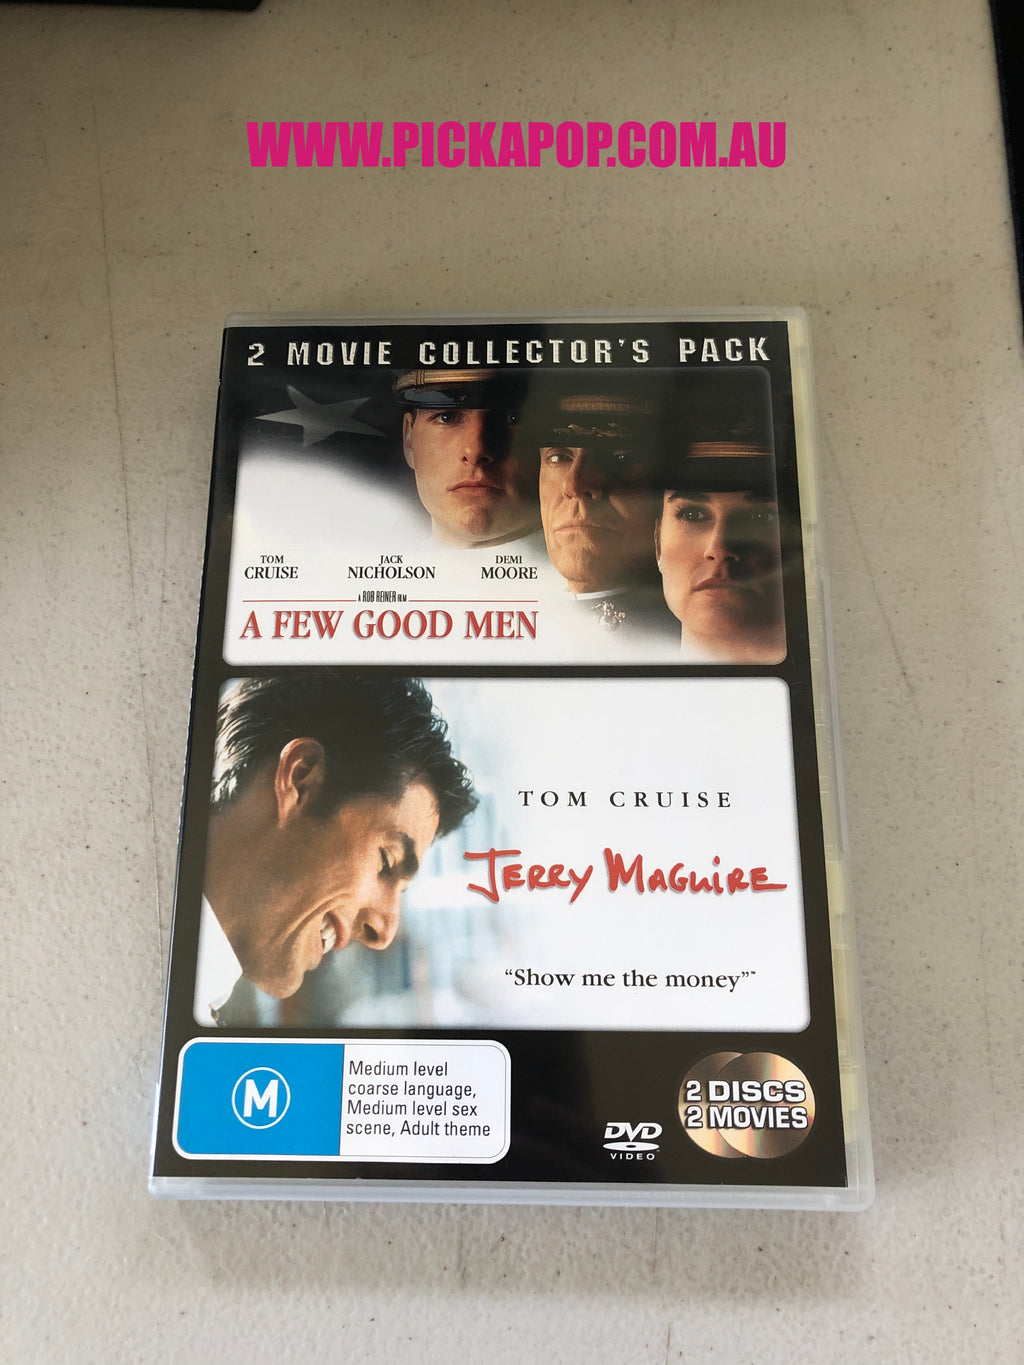 WWW.PICKAPOP.COM.AU
2 MOVIE COLLECTOR'S PACK
TOM CRUISE
JACK NICHOLSON
DEMI MOORE
A ROB REINER FILM
A FEW GOOD MEN
TOM CRUISE
JERRY MAGUIRE
“Show me the money”™
M
Medium level
coarse language,
Medium level sex
scene, Adult theme
DVD
VIDEO
2 DISCS
2 MOVIES